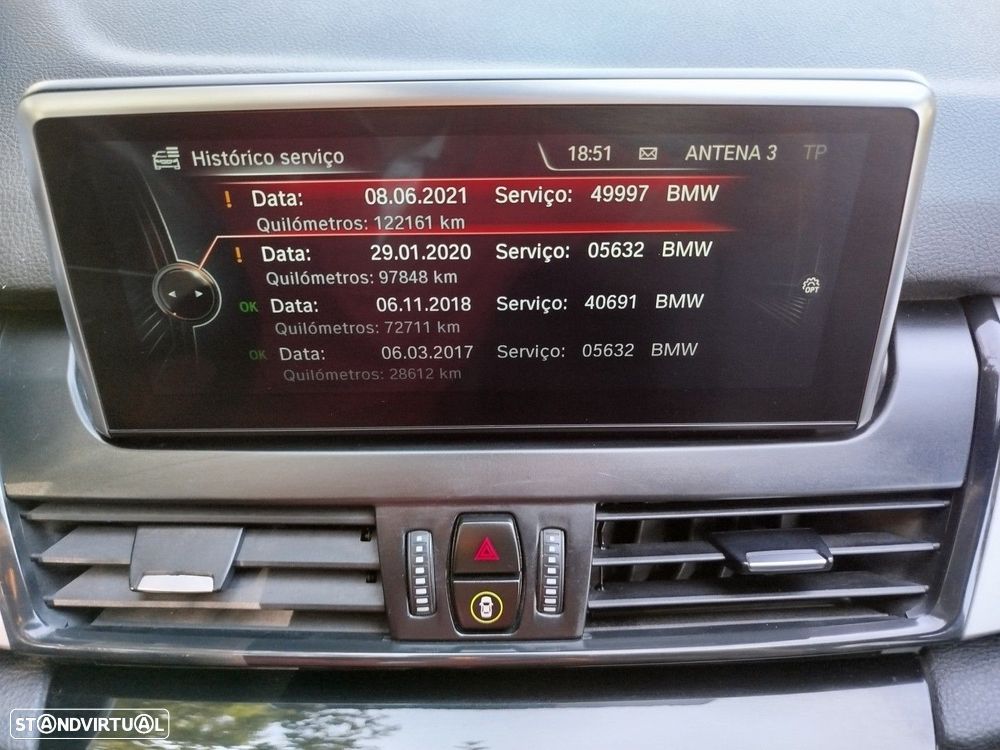 Histórico serviço 18:51 ANTENA 3 TP
! Data: 08.06.2021 Serviço: 49997 BMW
Quilómetros: 122161 km
! Data: 29.01.2020 Serviço: 05632 BMW
Quilómetros: 97848 km
OPT
OK Data: 06.11.2018 Serviço: 40691 BMW
Quilómetros: 72711 km
OK Data: 06.03.2017 Serviço: 05632 BMW
Quilómetros: 28612 km
STANDVIRTUAL